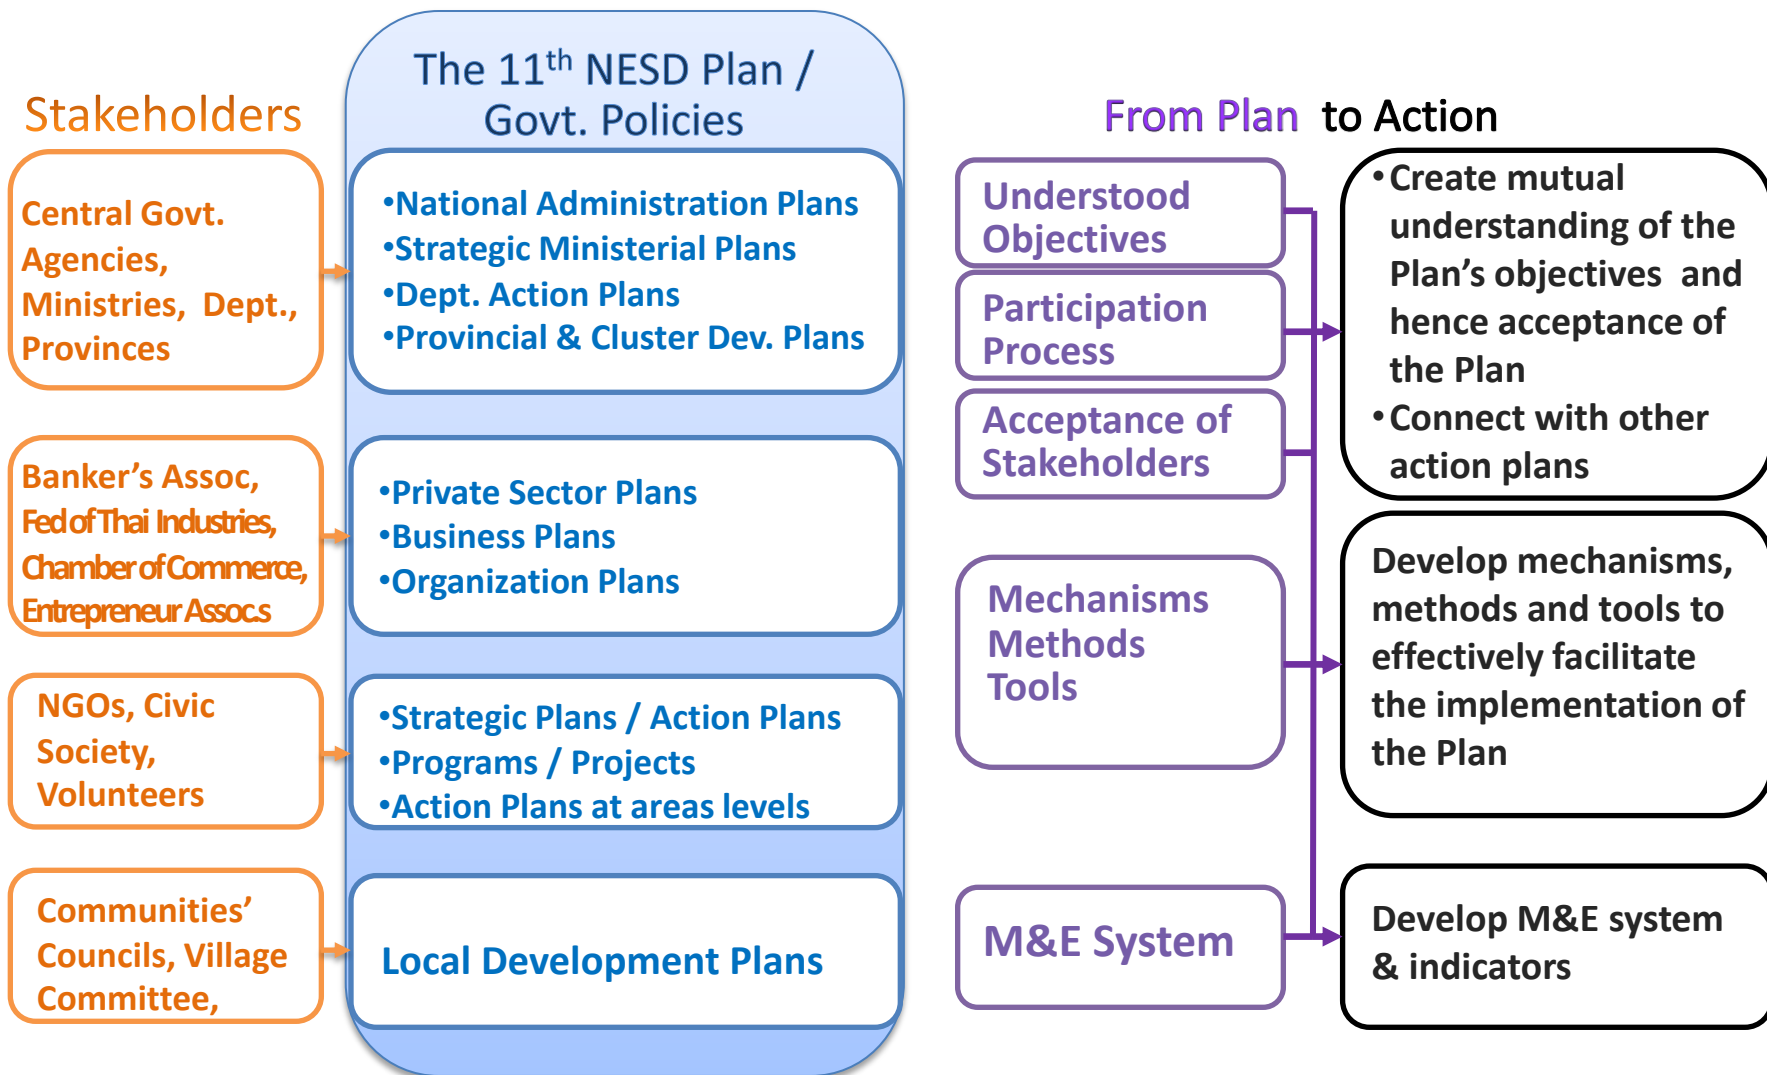 Stakeholders
Central Govt.
Agencies,
Ministries, Dept.,
Provinces
Banker's Assoc,
Fed of Thai Industries,
Chamber of Commerce,
Entrepreneur Assoc.s
NGOs, Civic
Society,
Volunteers
Communities'
Councils, Village
Committee,
The 11th NESD Plan /
Govt. Policies
•National Administration Plans
•Strategic Ministerial Plans
•Dept. Action Plans
•Provincial & Cluster Dev. Plans
•Private Sector Plans
•Business Plans
•Organization Plans
•Strategic Plans / Action Plans
•Programs / Projects
•Action Plans at areas levels
Local Development Plans
From Plan to Action
Understood
Objectives
Participation
Process
Acceptance of
Stakeholders
Mechanisms
Methods
Tools
M&E System
•Create mutual
understanding of the
Plan's objectives and
hence acceptance of
the Plan
•Connect with other
action plans
Develop mechanisms,
methods and tools to
effectively facilitate
the implementation of
the Plan
Develop M&E system
& indicators